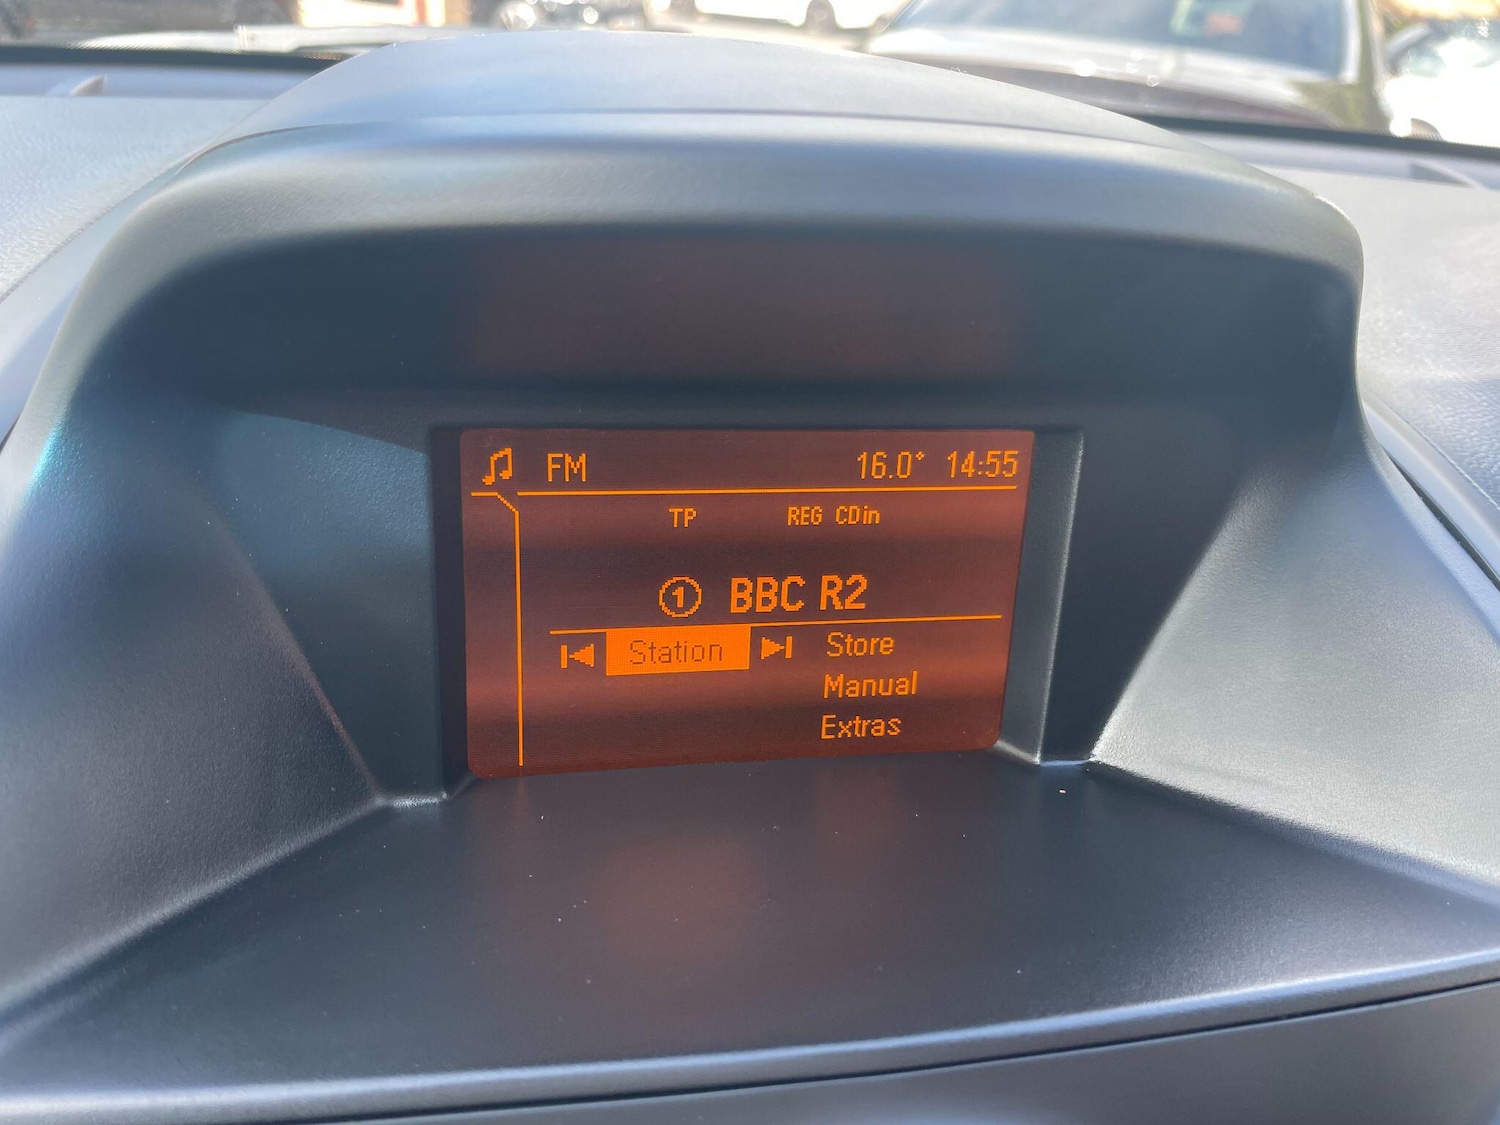 FM 16.0° 14:55
TP REG CDin
① BBC R2
Station Store
Manual
Extras